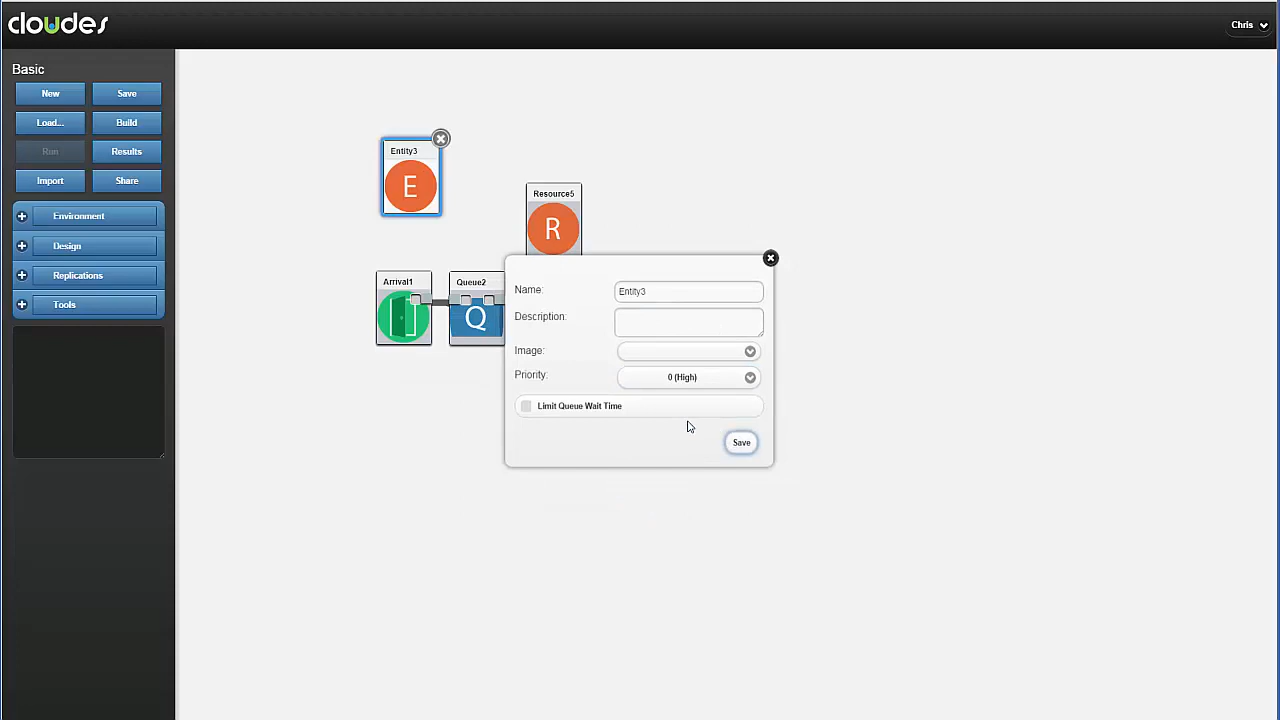 cloudes
Chris
Basic
New
Save
Load...
Build
Run
Results
Import
Share
Environment
Design
Replications
Tools
Entity3
E
Resource5
R
Arrival1
Queue2
Q
Name:
Entity3
Description:
Image:
Priority:
0 (High)
Limit Queue Wait Time
Save